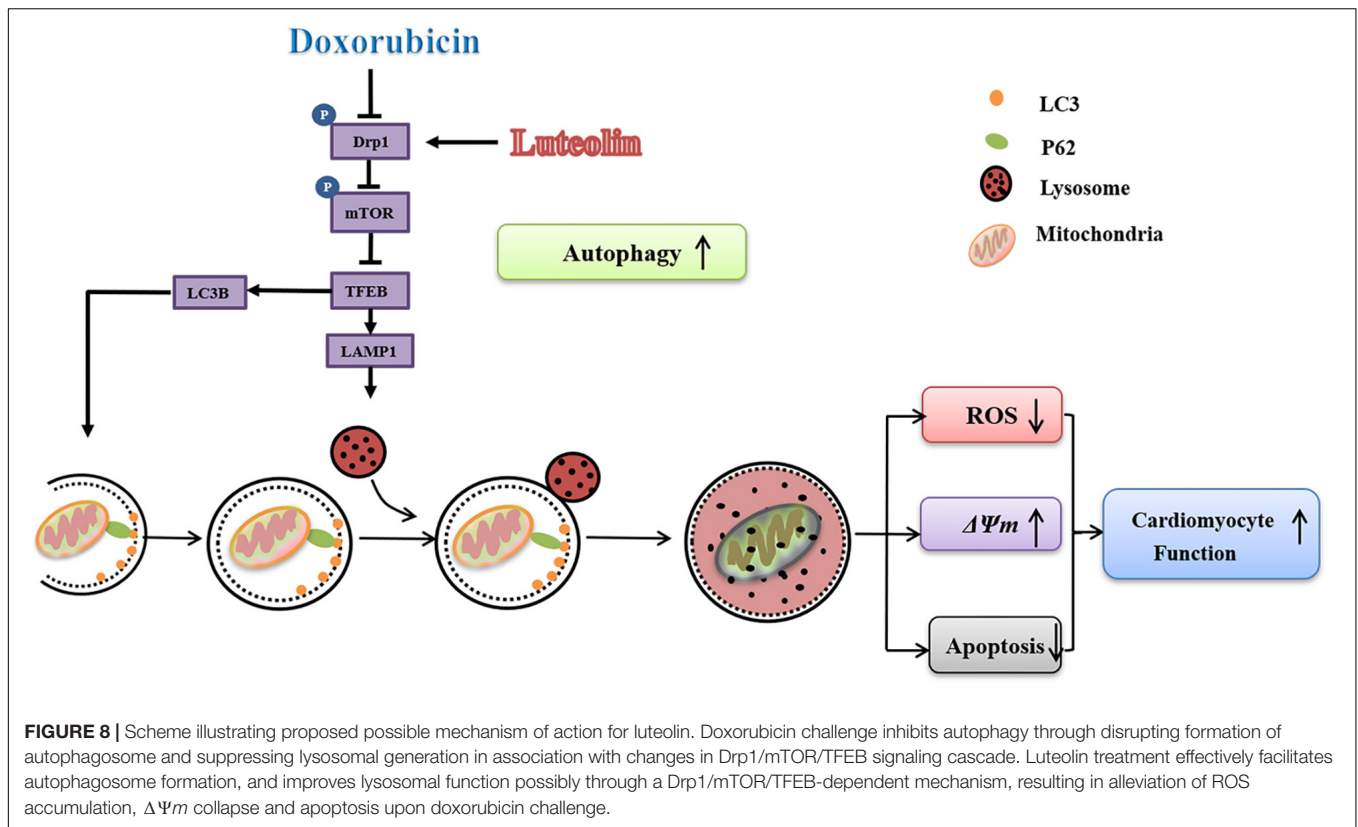 Doxorubicin
P
Drp1
Luteolin
P
mTOR
Autophagy ↑
LC3B
TFEB
LAMP1
LC3
P62
Lysosome
Mitochondria
ROS ↓
ΔΨm ↑
Apoptosis ↓
Cardiomyocyte ↑
Function
FIGURE 8 | Scheme illustrating proposed possible mechanism of action for luteolin. Doxorubicin challenge inhibits autophagy through disrupting formation of
autophagosome and suppressing lysosomal generation in association with changes in Drp1/mTOR/TFEB signaling cascade. Luteolin treatment effectively facilitates
autophagosome formation, and improves lysosomal function possibly through a Drp1/mTOR/TFEB-dependent mechanism, resulting in alleviation of ROS
accumulation, ΔΨm collapse and apoptosis upon doxorubicin challenge.